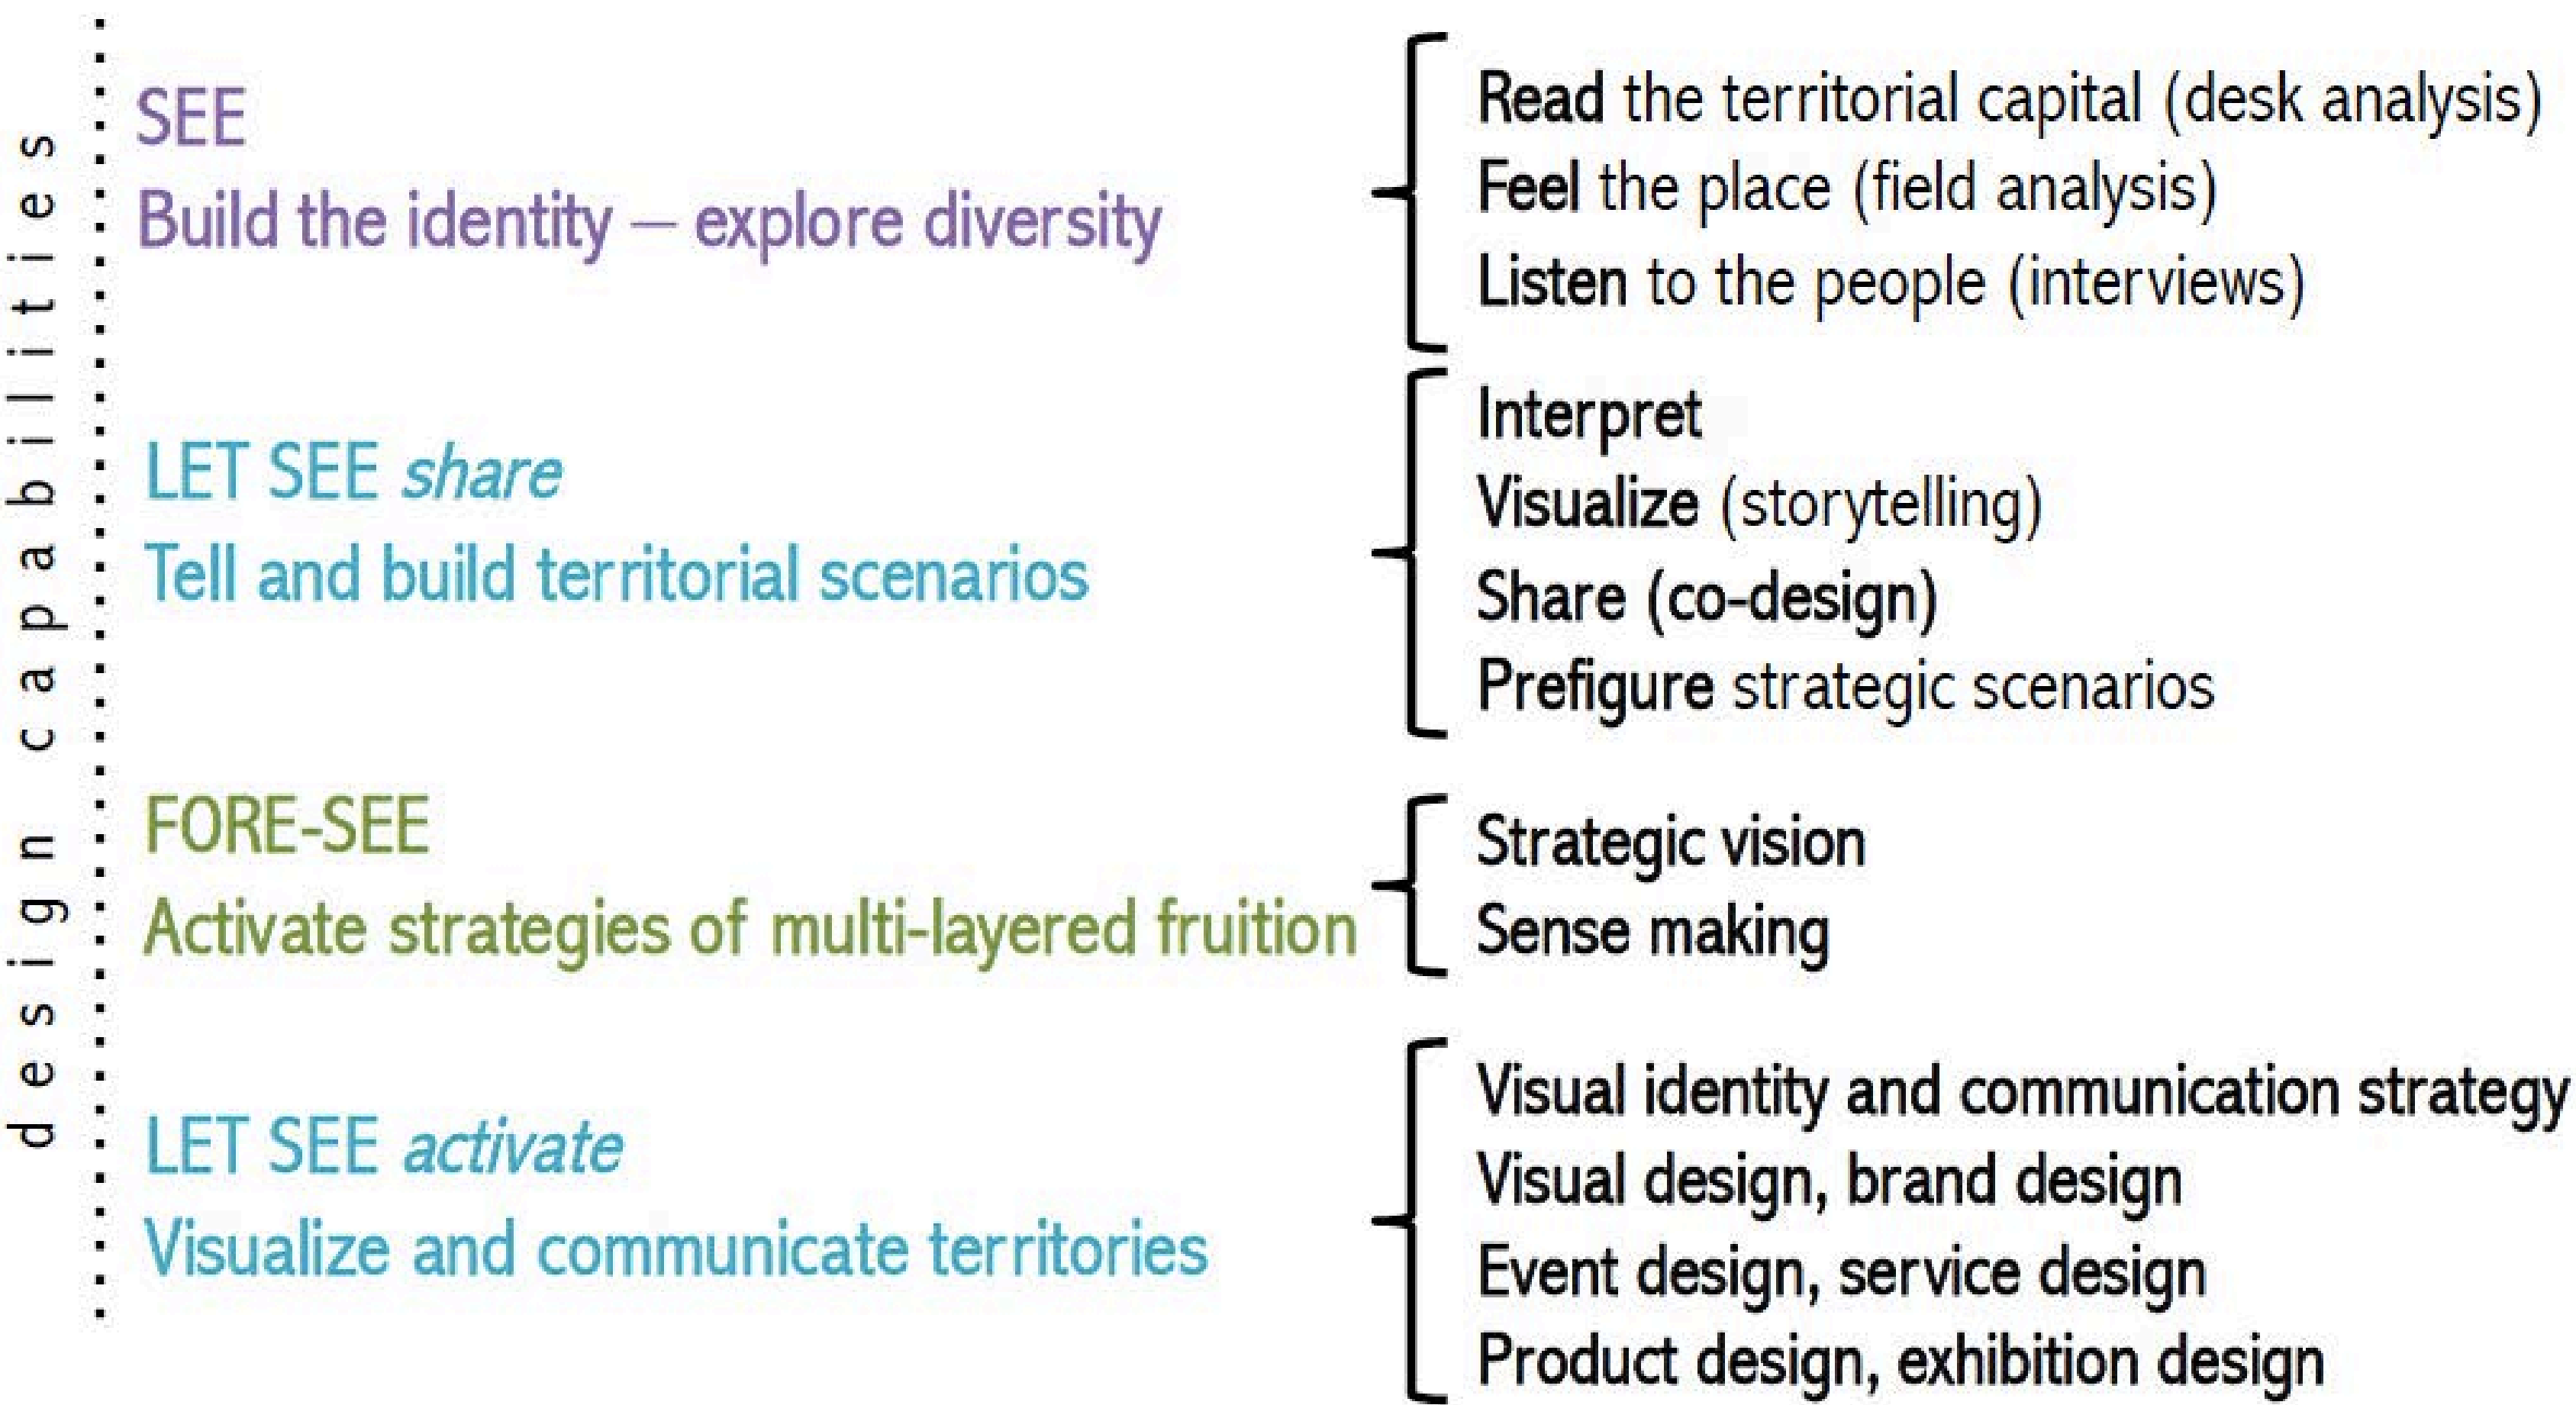 design capabilities
SEE
Build the identity – explore diversity
Read the territorial capital (desk analysis)
Feel the place (field analysis)
Listen to the people (interviews)
LET SEE share
Tell and build territorial scenarios
Interpret
Visualize (storytelling)
Share (co-design)
Prefigure strategic scenarios
FORE-SEE
Activate strategies of multi-layered fruition
Strategic vision
Sense making
LET SEE activate
Visualize and communicate territories
Visual identity and communication strategy
Visual design, brand design
Event design, service design
Product design, exhibition design